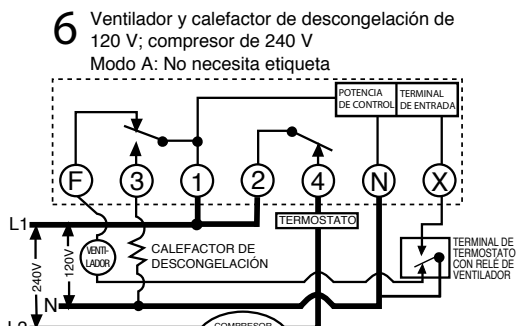 6 Ventilador y calefactor de descongelación de
120 V; compresor de 240 V
Modo A: No necesita etiqueta
POTENCIA
DE CONTROL
TERMINAL
DE ENTRADA
F 3 1 2 4 N X
L1
TERMOSTATO
240V
120V
VENTI-
LADOR
CALEFACTOR DE
DESCONGELACIÓN
TERMINAL DE
TERMOSTATO
CON RELÉ DE
VENTILADOR
N
L2
COMPRESOR